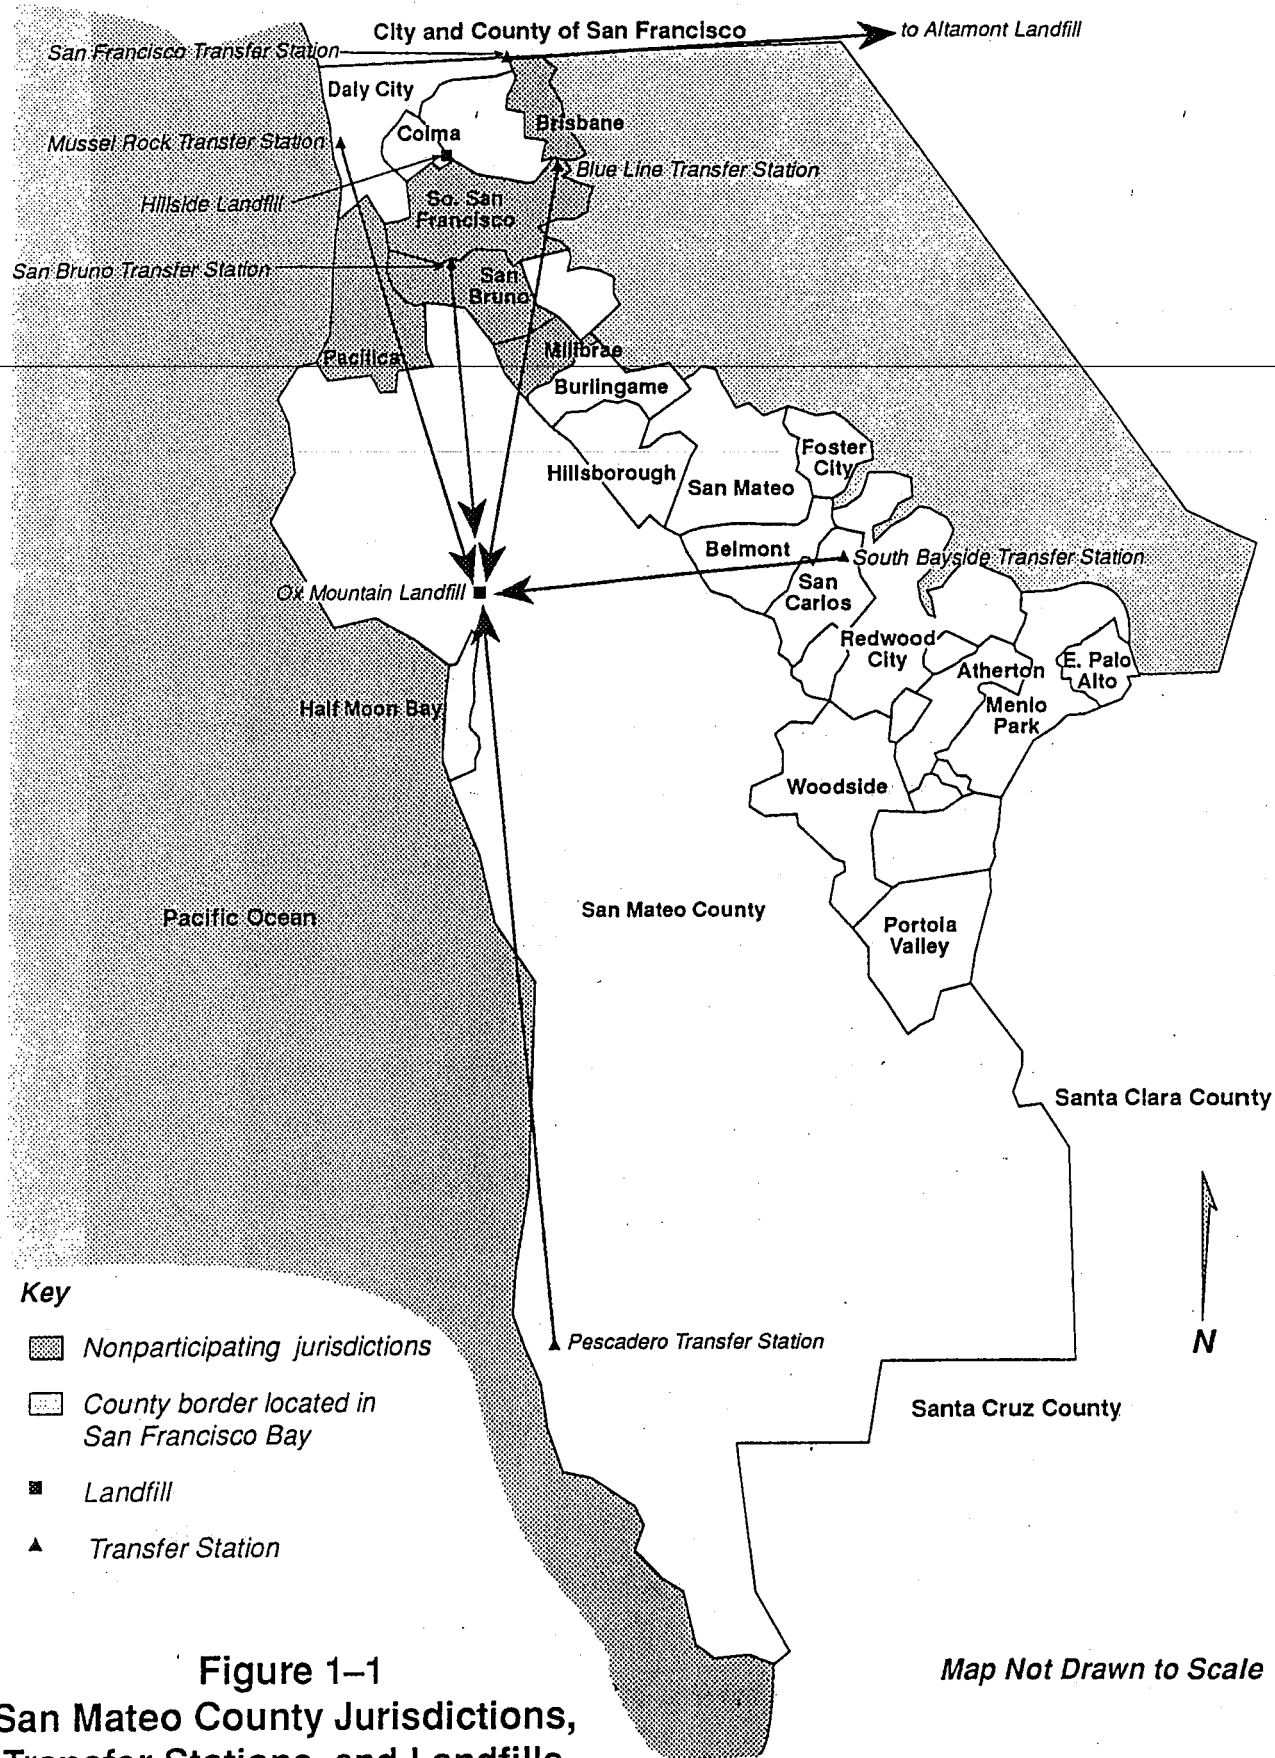 City and County of San Francisco
to Altamont Landfill
San Francisco Transfer Station
Daly City
Brisbane
Colma
Mussel Rock Transfer Station
Blue Line Transfer Station
Hillside Landfill
So. San
Francisco
San Bruno Transfer Station
San
Bruno
Pacifica
Millbrae
Burlingame
Foster
City
Hillsborough
San Mateo
Belmont
South Bayside Transfer Station
San
Carlos
Ox Mountain Landfill
Redwood
City
Atherton
E. Palo
Alto
Menlo
Park
Half Moon Bay
Woodside
Pacific Ocean
San Mateo County
Portola
Valley
Santa Clara County
Key
Nonparticipating jurisdictions
County border located in
San Francisco Bay
Landfill
Transfer Station
Pescadero Transfer Station
N
Santa Cruz County
Figure 1–1
San Mateo County Jurisdictions,
Transfer Stations, and Landfills
Map Not Drawn to Scale